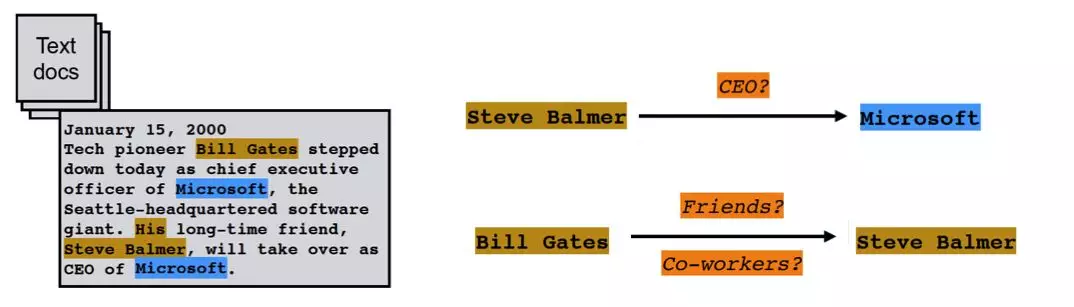 Text
docs
January 15, 2000
Tech pioneer Bill Gates stepped
down today as chief executive
officer of Microsoft, the
Seattle-headquartered software
giant. His long-time friend,
Steve Balmer, will take over as
CEO of Microsoft.
CEO?
Steve Balmer Microsoft
Friends?
Bill Gates Steve Balmer
Co-workers?